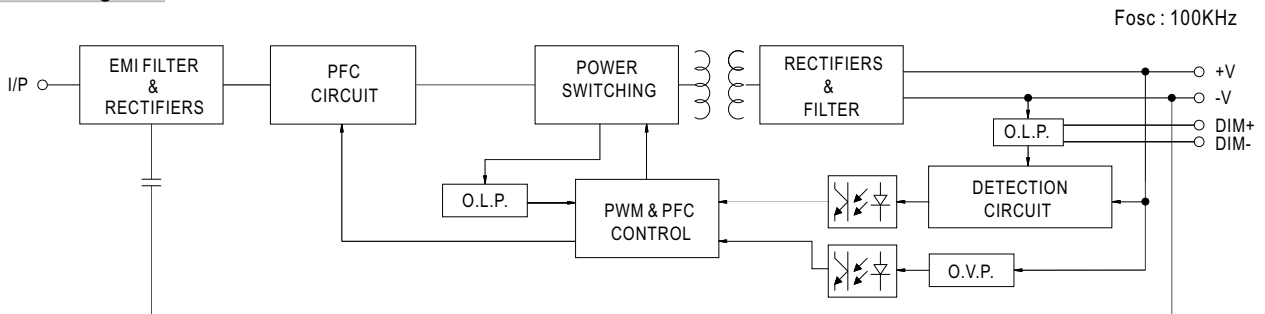 Fosc : 100KHz
I/P
EMI FILTER
&
RECTIFIERS
PFC
CIRCUIT
POWER
SWITCHING
RECTIFIERS
&
FILTER
+V
-V
DIM+
DIM-
O.L.P.
O.L.P.
PWM & PFC
CONTROL
DETECTION
CIRCUIT
O.V.P.